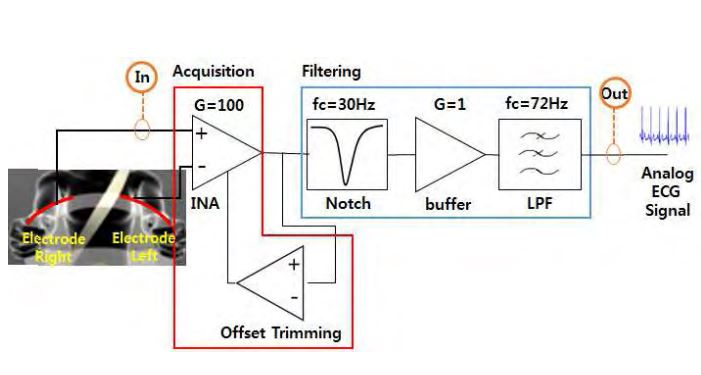 In
Acquisition
Filtering
G=100
fc=30Hz
G=1
fc=72Hz
Out
+
-
INA
Notch
buffer
LPF
Analog
ECG
Signal
Electrode
Right
Electrode
Left
+
-
Offset Trimming